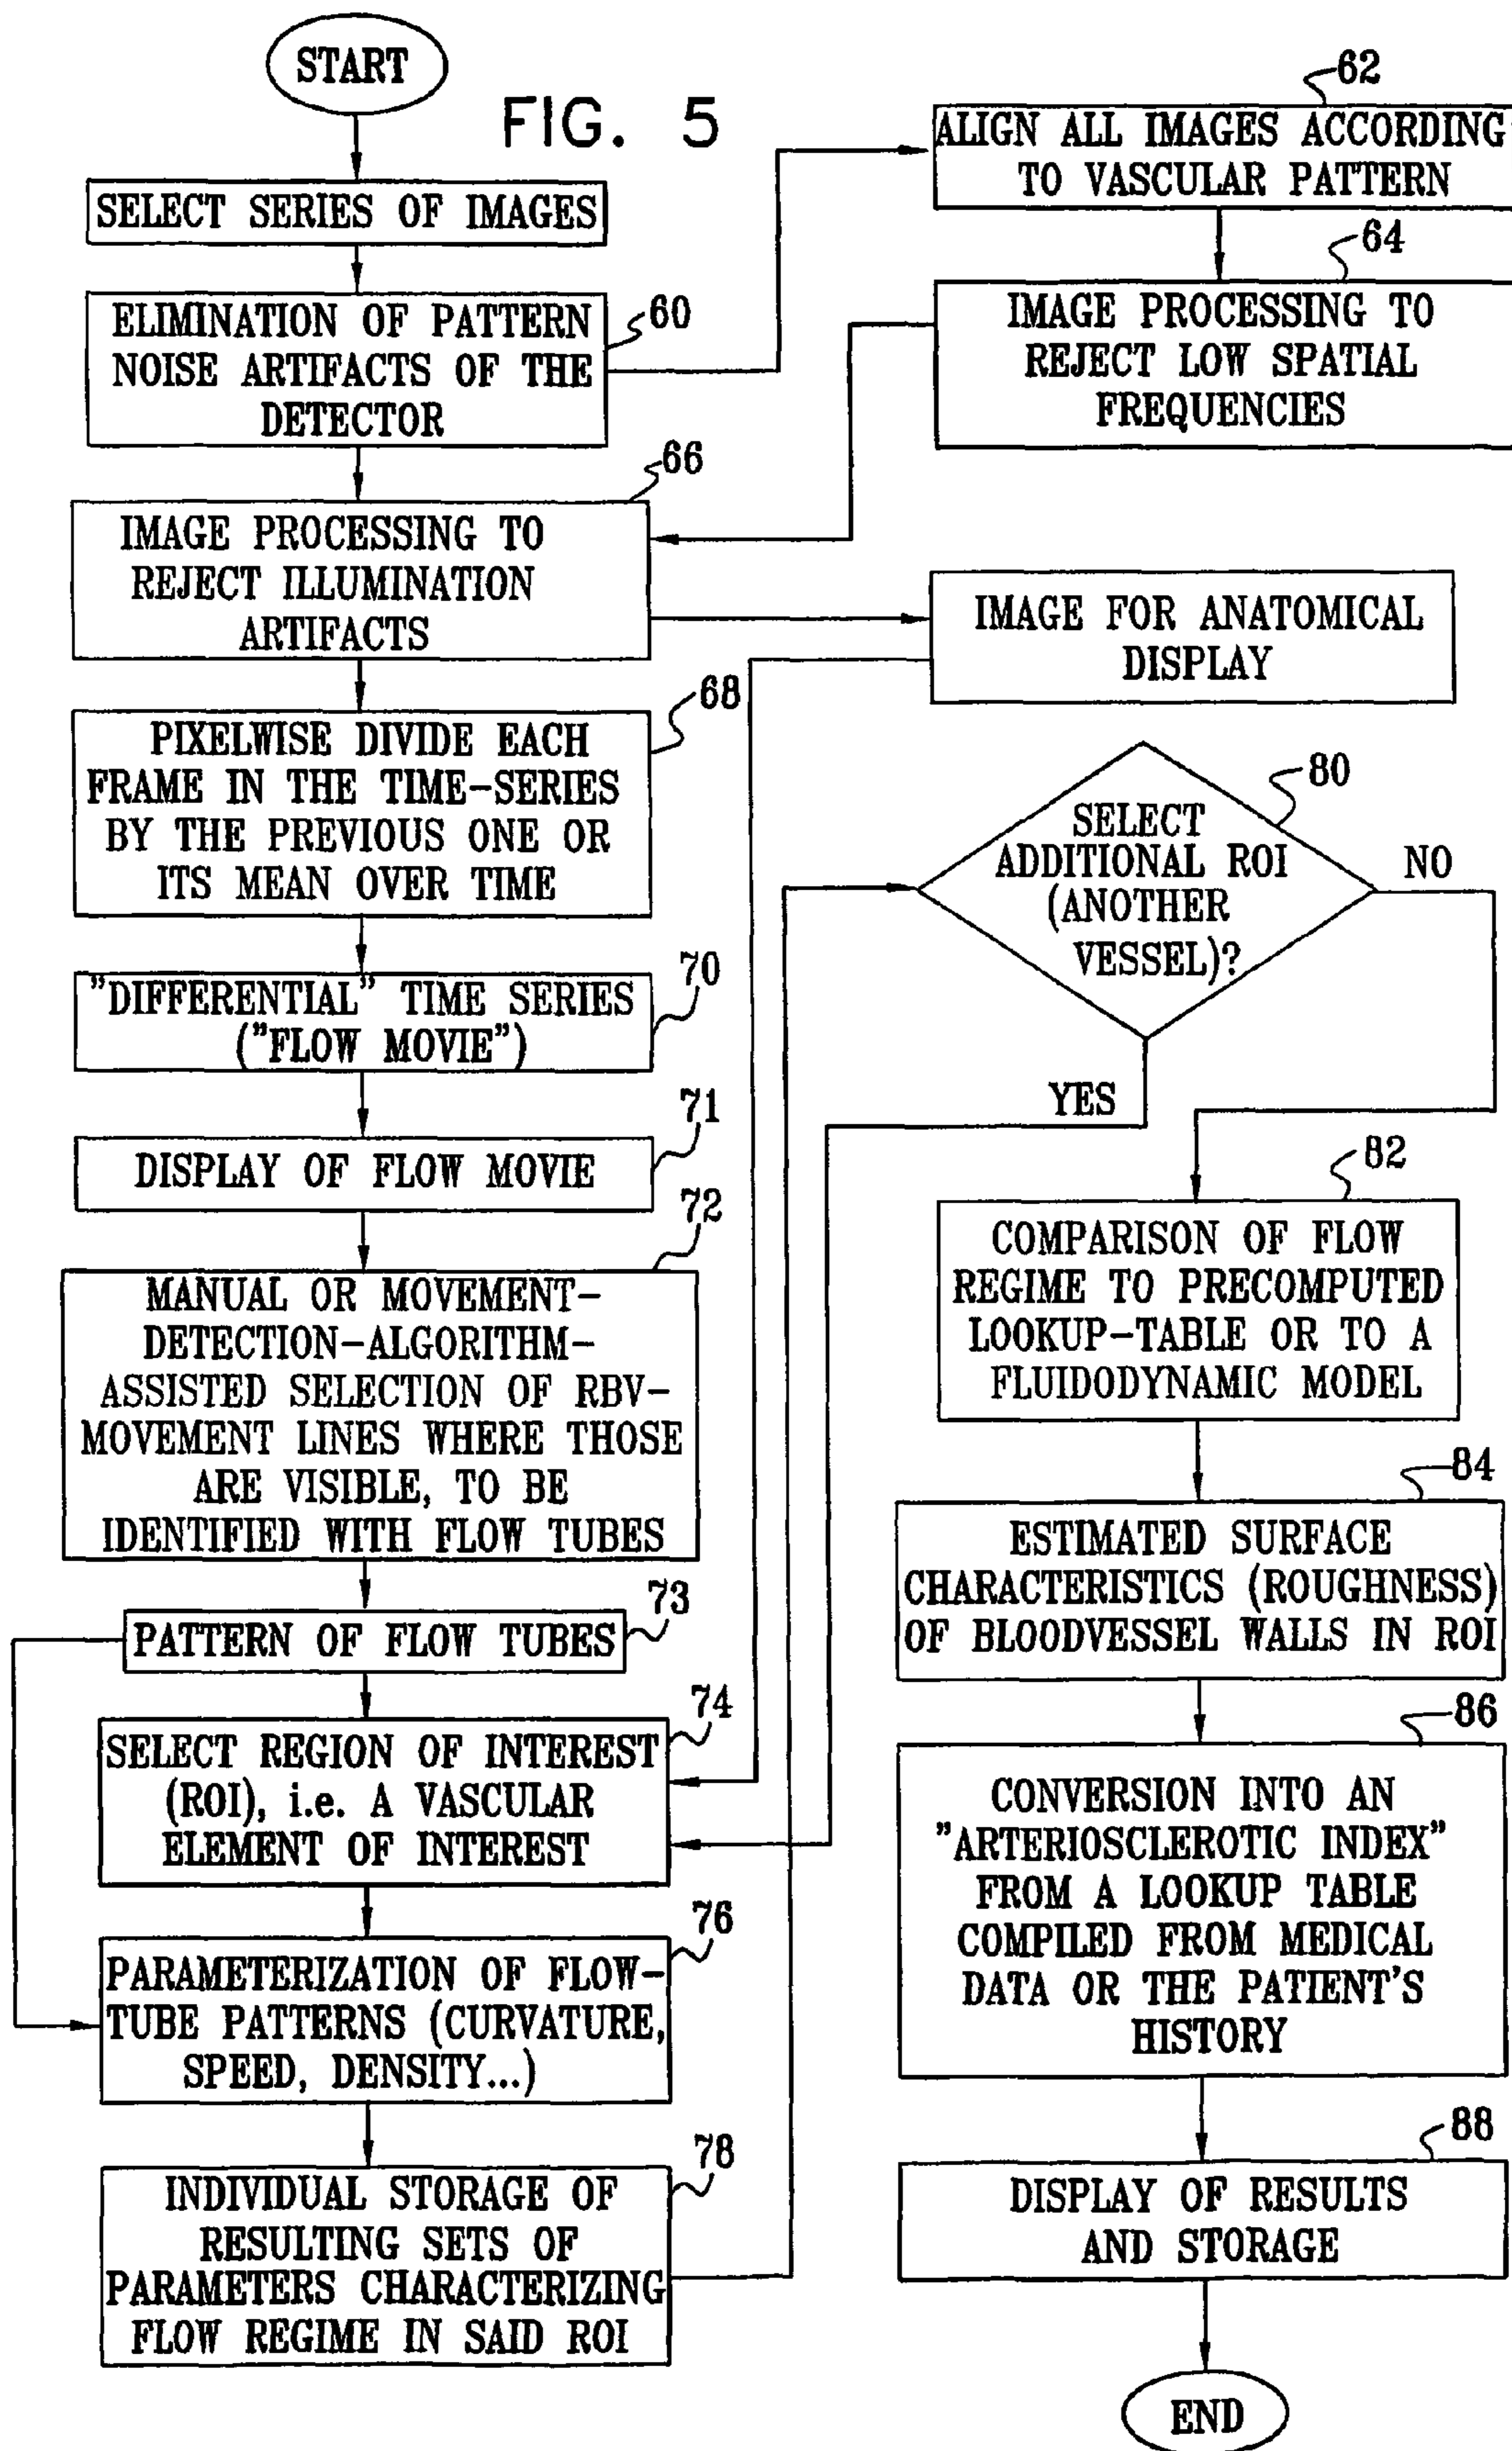 START
FIG. 5
SELECT SERIES OF IMAGES
ELIMINATION OF PATTERN
NOISE ARTIFACTS OF THE
DETECTOR
60
62
ALIGN ALL IMAGES ACCORDING
TO VASCULAR PATTERN
64
IMAGE PROCESSING TO
REJECT LOW SPATIAL
FREQUENCIES
66
IMAGE PROCESSING TO
REJECT ILLUMINATION
ARTIFACTS
IMAGE FOR ANATOMICAL
DISPLAY
68
PIXELWISE DIVIDE EACH
FRAME IN THE TIME-SERIES
BY THE PREVIOUS ONE OR
ITS MEAN OVER TIME
70
"DIFFERENTIAL" TIME SERIES
("FLOW MOVIE")
71
DISPLAY OF FLOW MOVIE
72
MANUAL OR MOVEMENT-
DETECTION-ALGORITHM-
ASSISTED SELECTION OF RBV-
MOVEMENT LINES WHERE THOSE
ARE VISIBLE, TO BE
IDENTIFIED WITH FLOW TUBES
73
PATTERN OF FLOW TUBES
74
SELECT REGION OF INTEREST
(ROI), i.e. A VASCULAR
ELEMENT OF INTEREST
76
PARAMETERIZATION OF FLOW-
TUBE PATTERNS (CURVATURE,
SPEED, DENSITY...)
78
INDIVIDUAL STORAGE OF
RESULTING SETS OF
PARAMETERS CHARACTERIZING
FLOW REGIME IN SAID ROI
80
SELECT
ADDITIONAL ROI
(ANOTHER
VESSEL)?
NO
YES
82
COMPARISON OF FLOW
REGIME TO PRECOMPUTED
LOOKUP-TABLE OR TO A
FLUIDODYNAMIC MODEL
84
ESTIMATED SURFACE
CHARACTERISTICS (ROUGHNESS)
OF BLOODVESSEL WALLS IN ROI
86
CONVERSION INTO AN
"ARTERIOSCLEROTIC INDEX"
FROM A LOOKUP TABLE
COMPILED FROM MEDICAL
DATA OR THE PATIENT'S
HISTORY
88
DISPLAY OF RESULTS
AND STORAGE
END